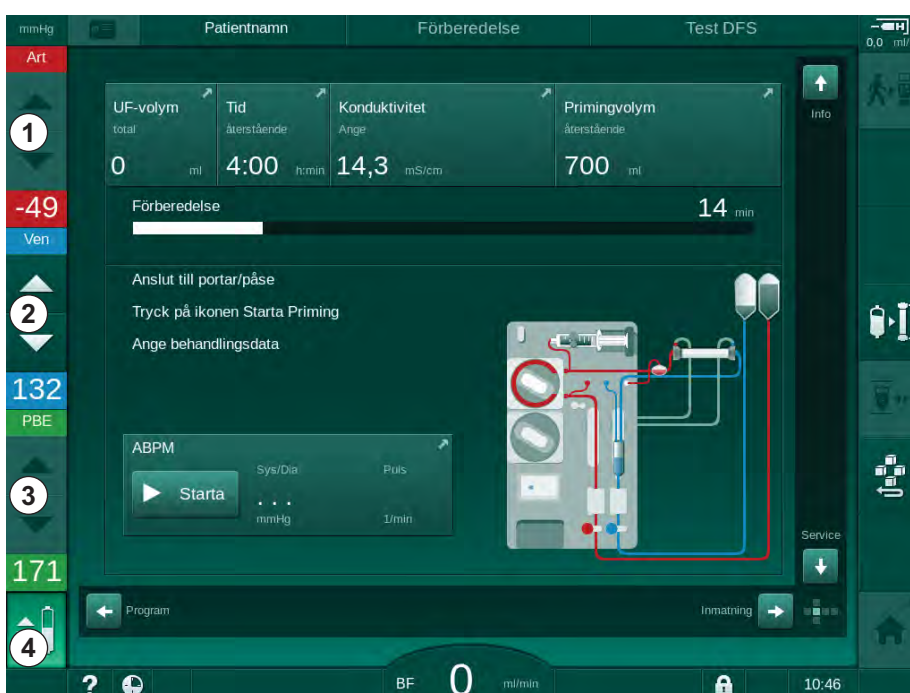 mmHg
Patientnamn
Förberedelse
Test DFS
0,0 ml/
Art
1
-49
Ven
2
132
PBE
3
171
4
UF-volym
total
0 ml
Tid
återstående
4:00 h:min
Konduktivitet
Ange
14,3 mS/cm
Primingvolym
återstående
700 ml
Info
Förberedelse
14 min
Anslut till portar/påse
Tryck på ikonen Starta Priming
Ange behandlingsdata
ABPM
Starta
Sys/Dia
. . .
mmHg
Puls
1/min
Service
Program
Inmatning
?
BF 0 ml/min
10:46